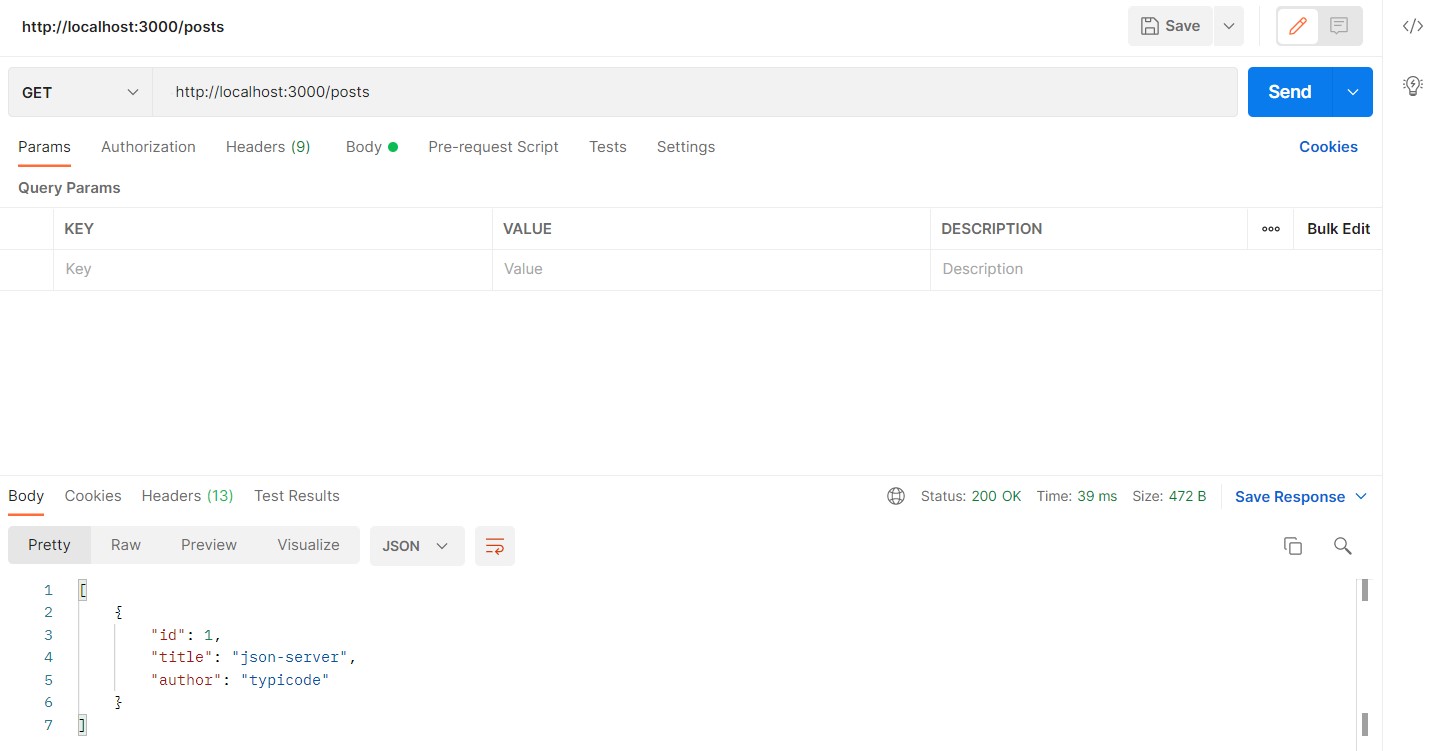 http://localhost:3000/posts
Save
GET
http://localhost:3000/posts
Send
Params Authorization Headers (9) Body Pre-request Script Tests Settings Cookies
Query Params
KEY VALUE DESCRIPTION Bulk Edit
Key Value Description
Body Cookies Headers (13) Test Results Status: 200 OK Time: 39 ms Size: 472 B Save Response
Pretty Raw Preview Visualize JSON
1 [
2 {
3 "id": 1,
4 "title": "json-server",
5 "author": "typicode"
6 }
7 ]